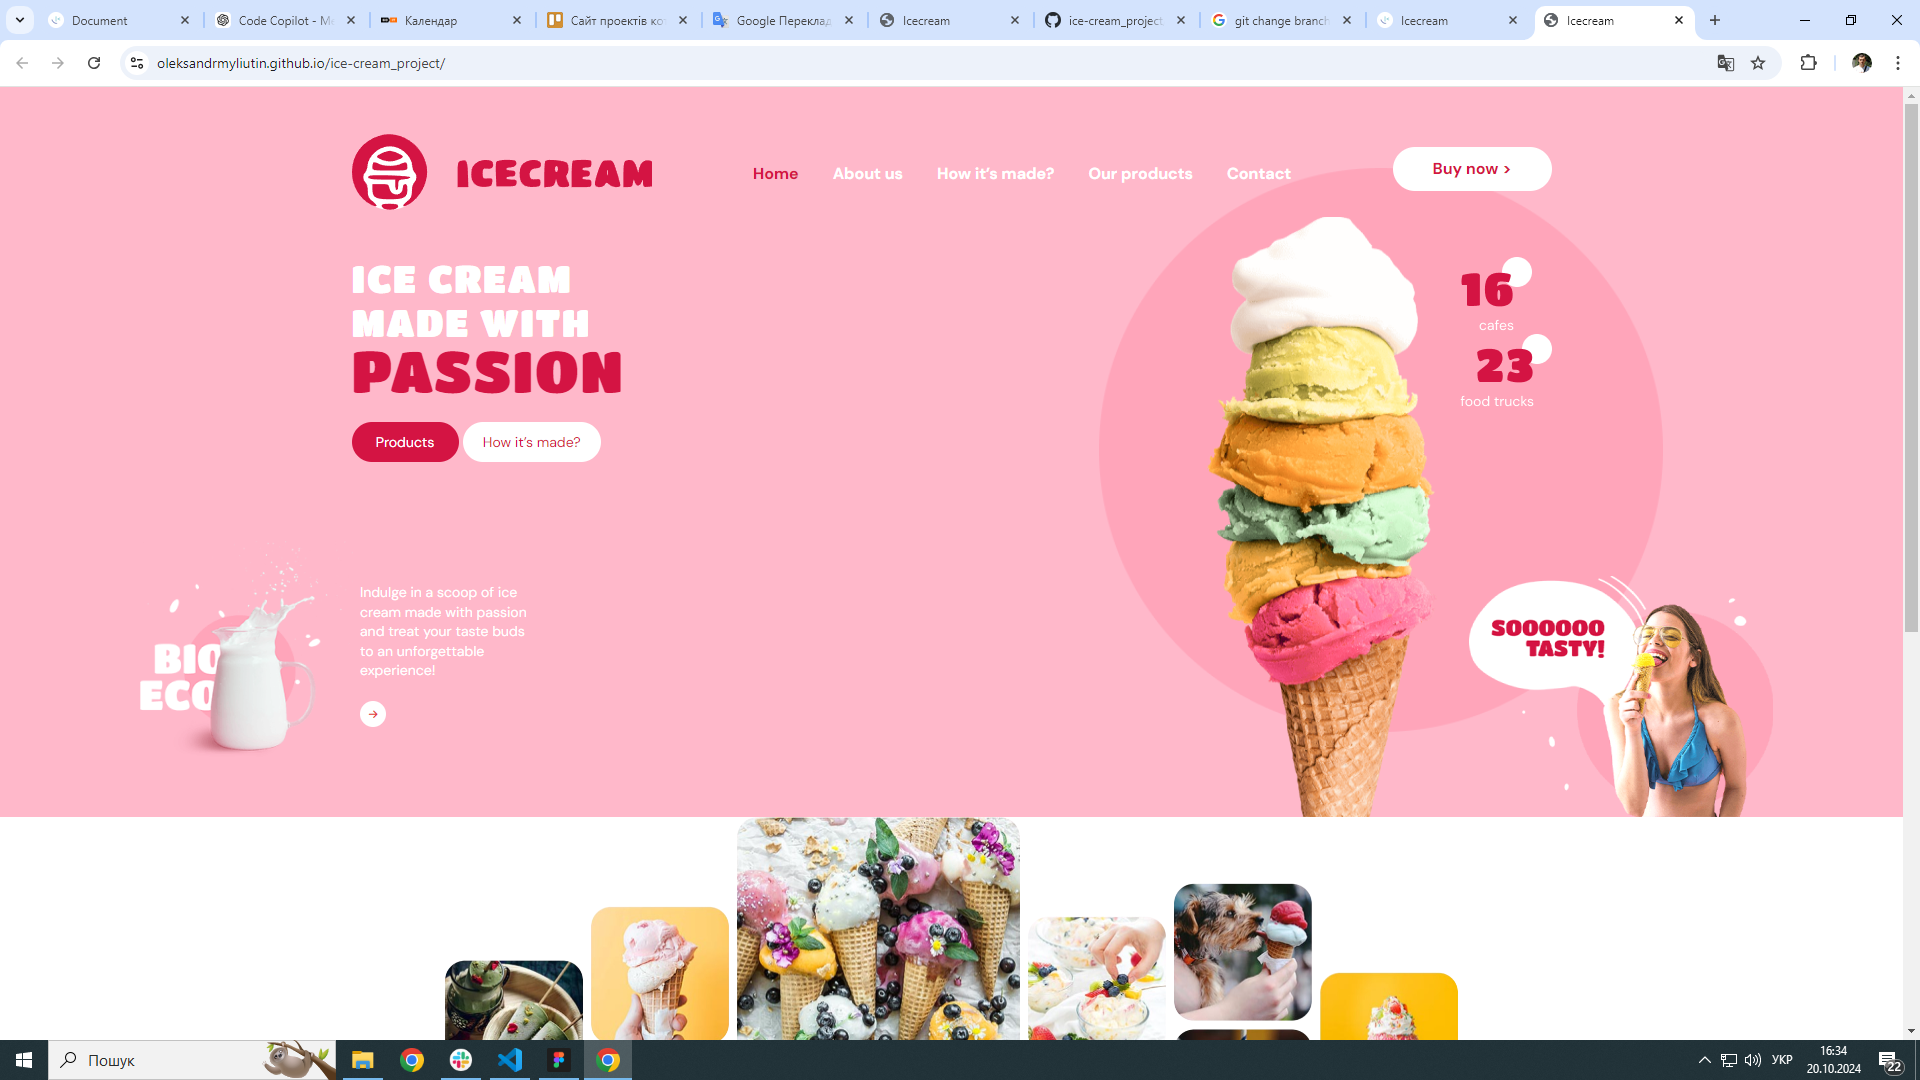 Document
Code Copilot - Me
Календар
Сайт проектів ко
Google Переклад
Icecream
ice-cream_project
git change branch
Icecream
Icecream
oleksandrmyliutin.github.io/ice-cream_project/
ICECREAM
Home
About us
How it's made?
Our products
Contact
Buy now >
ICE CREAM
MADE WITH
PASSION
16
cafes
23
food trucks
Products
How it's made?
BIO
ECO
Indulge in a scoop of ice
cream made with passion
and treat your taste buds
to an unforgettable
experience!
SOOOOOO
TASTY!
Пошук
УКР
16:34
20.10.2024
22